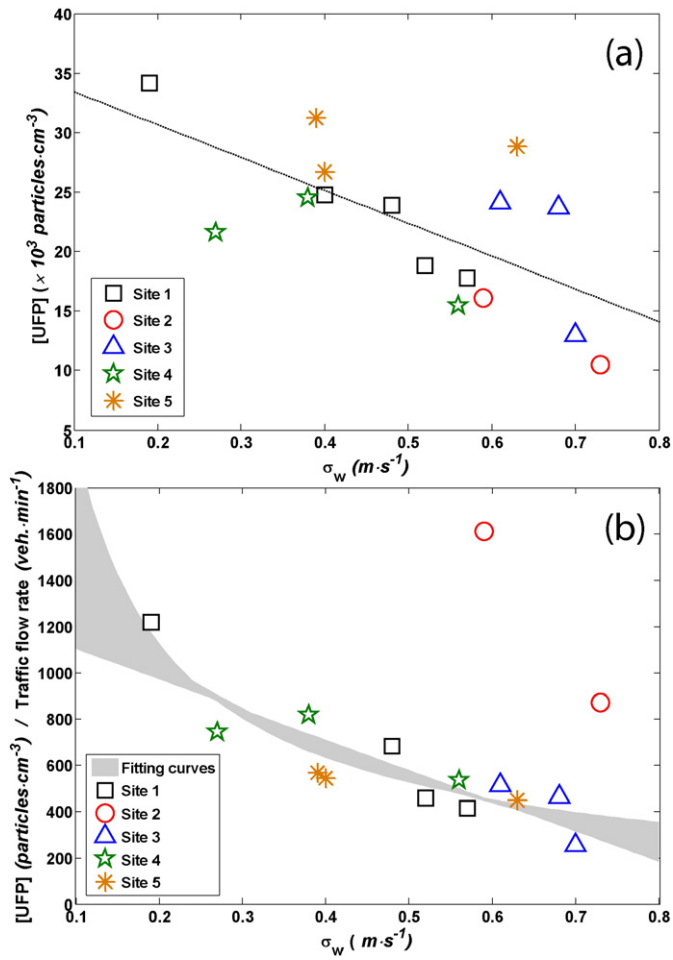 (a)
40
35
30
25
20
15
10
5
[UFP] ( × 10³ particles·cm⁻³)
Site 1
Site 2
Site 3
Site 4
Site 5
0.1 0.2 0.3 0.4 0.5 0.6 0.7 0.8
σw (m·s⁻¹)
(b)
1800
1600
1400
1200
1000
800
600
400
200
0
[UFP] (particles·cm⁻³) / Traffic flow rate (veh.·min⁻¹)
Fitting curves
Site 1
Site 2
Site 3
Site 4
Site 5
0.1 0.2 0.3 0.4 0.5 0.6 0.7 0.8
σw ( m·s⁻¹)